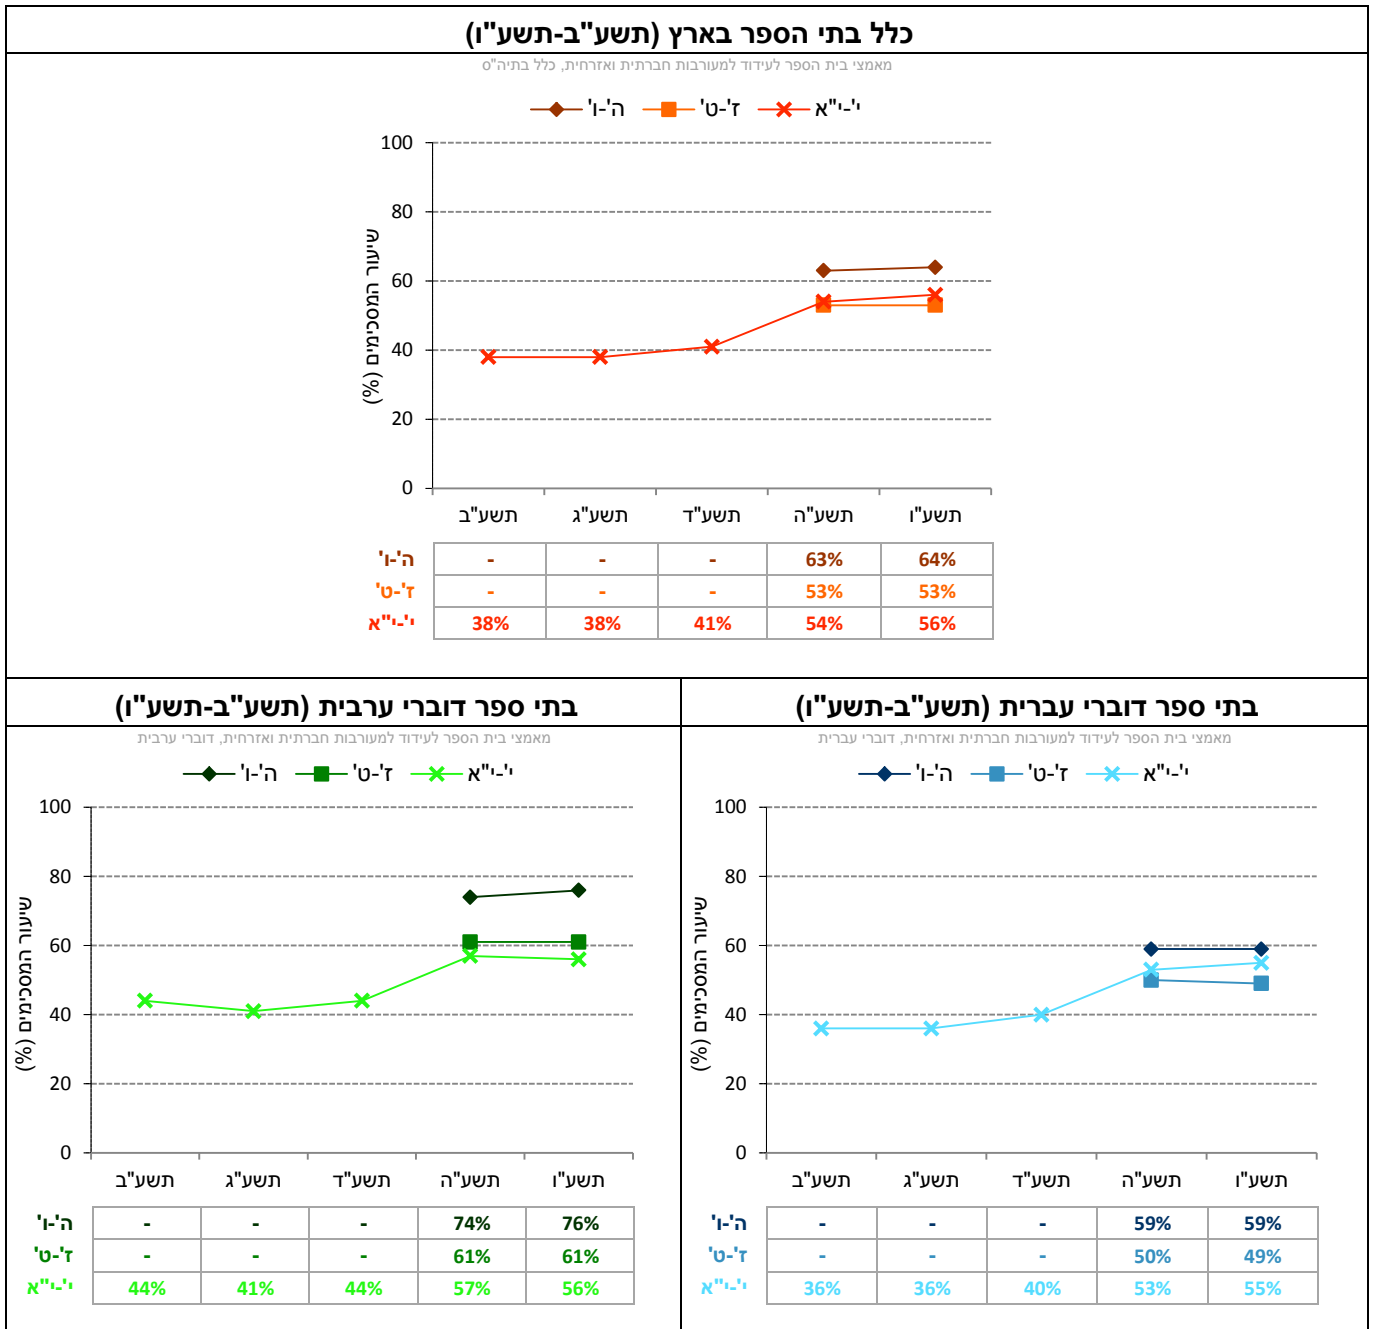 כלל בתי הספר בארץ (תשע"ב-תשע"ו)
מאמצי בית הספר לעידוד למעורבות חברתית ואזרחית, כלל בתיה"ס
ה'-ו' ז'-ט' י'-י"א
שיעור המסכימים (%)
100
80
60
40
20
0
תשע"ב תשע"ג תשע"ד תשע"ה תשע"ו
ה'-ו' - - - 63% 64%
ז'-ט' - - - 53% 53%
י'-י"א 38% 38% 41% 54% 56%
בתי ספר דוברי עברית (תשע"ב-תשע"ו)
מאמצי בית הספר לעידוד למעורבות חברתית ואזרחית, דוברי עברית
ה'-ו' ז'-ט' י'-י"א
שיעור המסכימים (%)
100
80
60
40
20
0
תשע"ב תשע"ג תשע"ד תשע"ה תשע"ו
ה'-ו' - - - 59% 59%
ז'-ט' - - - 50% 49%
י'-י"א 36% 36% 40% 53% 55%
בתי ספר דוברי ערבית (תשע"ב-תשע"ו)
מאמצי בית הספר לעידוד למעורבות חברתית ואזרחית, דוברי ערבית
ה'-ו' ז'-ט' י'-י"א
שיעור המסכימים (%)
100
80
60
40
20
0
תשע"ב תשע"ג תשע"ד תשע"ה תשע"ו
ה'-ו' - - - 74% 76%
ז'-ט' - - - 61% 61%
י'-י"א 44% 41% 44% 57% 56%